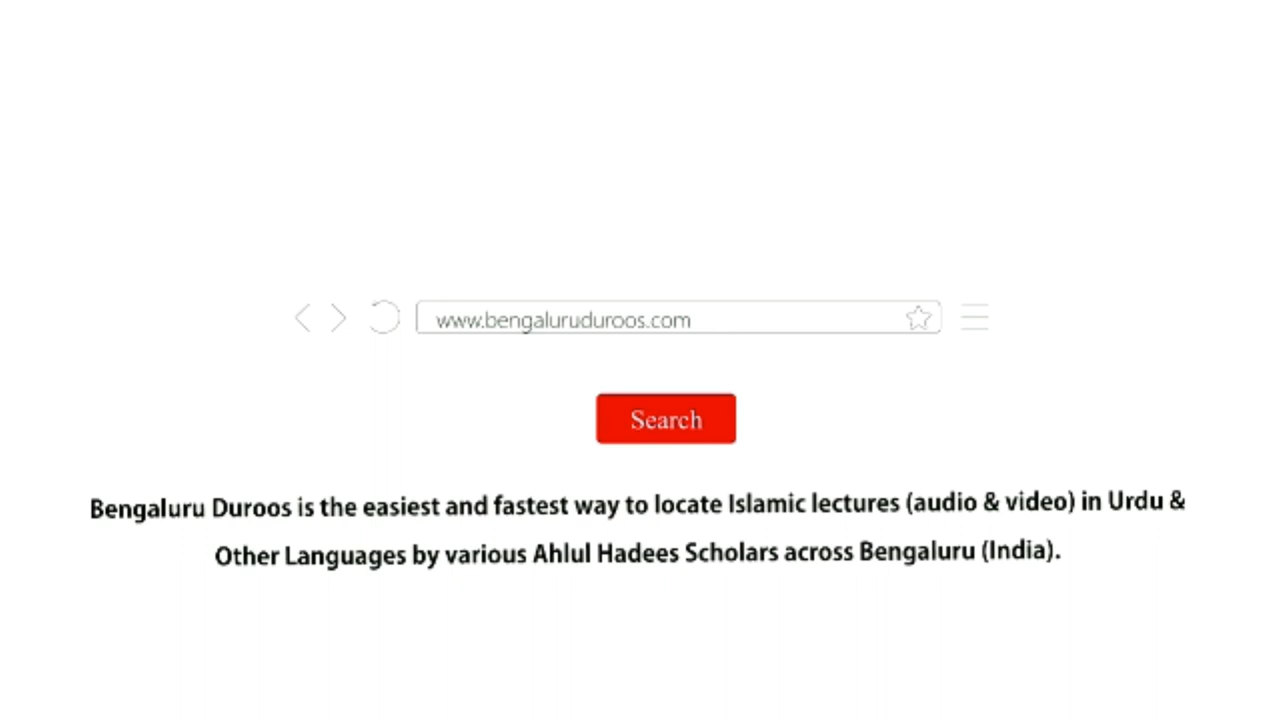 www.bengaluruduroos.com
Search
Bengaluru Duroos is the easiest and fastest way to locate Islamic lectures (audio & video) in Urdu &
Other Languages by various Ahlul Hadees Scholars across Bengaluru (India).